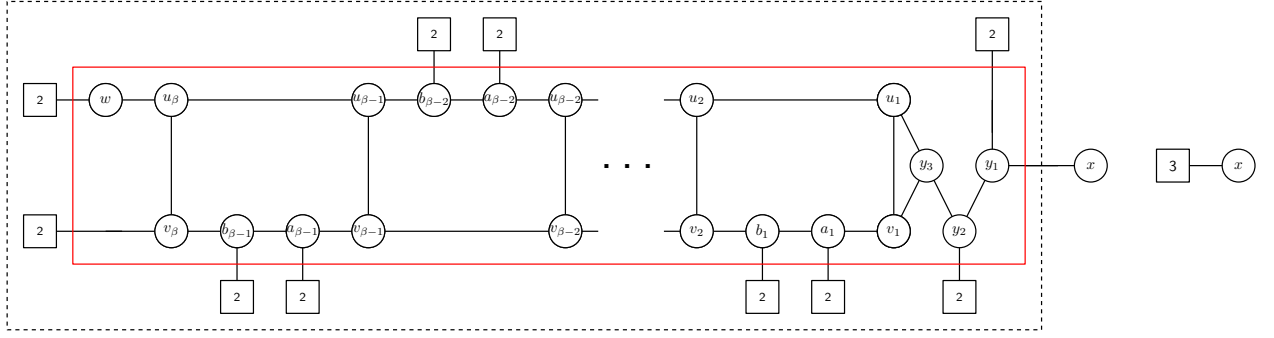 2 2 2
2 w u_β u_{β−1} b_{β−2} a_{β−2} u_{β−2} u_2 u_1
. . . y_3 y_1 x 3 x
2 v_β b_{β−1} a_{β−1} v_{β−1} v_{β−2} v_2 b_1 a_1 v_1 y_2
2 2 2 2 2